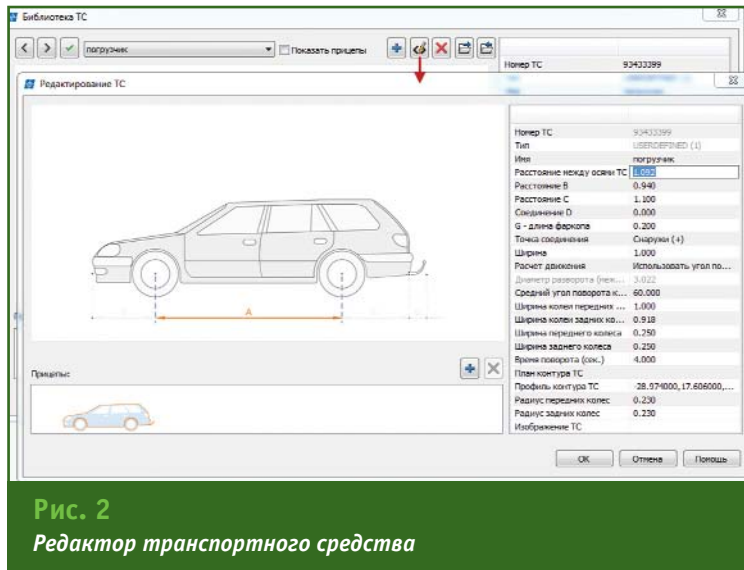 Библиотека ТС
погрузчик
Показать прицепы
Номер ТС 93433399
Редактирование ТС
Номер ТС 93433399
Тип USERDEFINED (1)
Имя погрузчик
Расстояние между осями ТС 1.093
Расстояние B 0.940
Расстояние C 1.100
Соединение D 0.000
G - длина фаркопа 0.200
Точка соединения Снаружи (+)
Ширина 1.000
Расчет движения Использовать угол по...
Диаметр разворота (меж... 3.022
Средний угол поворота к... 60.000
Ширина колеи передних ... 1.000
Ширина колеи задних ко... 0.918
Ширина переднего колеса 0.250
Ширина заднего колеса 0.250
Время поворота (сек.) 4.000
План контура ТС
Профиль контура ТС -28.974000,17.606000,...
Радиус передних колес 0.230
Радиус задних колес 0.230
Изображение ТС
A
Прицепы:
OK Отмена Помощь
Рис. 2
Редактор транспортного средства